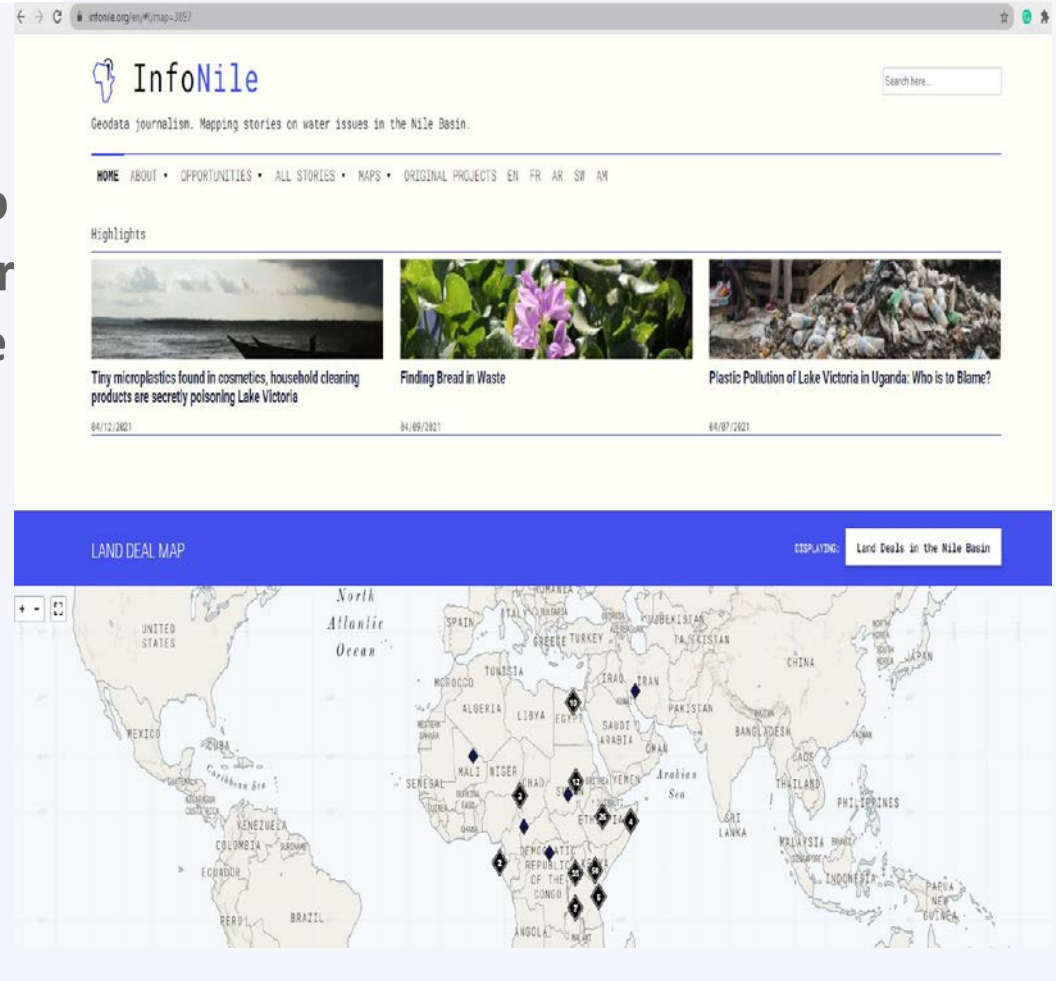 infonile.org/en/#!/map=3897
InfoNile
Search here...
Geodata journalism. Mapping stories on water issues in the Nile Basin.
HOME ABOUT OPPORTUNITIES ALL STORIES MAPS ORIGINAL PROJECTS EN FR AR SW AM
Highlights
Tiny microplastics found in cosmetics, household cleaning
products are secretly poisoning Lake Victoria
04/12/2021
Finding Bread in Waste
04/09/2021
Plastic Pollution of Lake Victoria in Uganda: Who is to Blame?
04/07/2021
LAND DEAL MAP
DISPLAYING: Land Deals in the Nile Basin
+ -
North
Atlantic
Ocean
UNITED
STATES
SPAIN
ITALY
GREECE TURKEY
UZBEKISTAN
CHINA
JAPAN
TUNISIA
MOROCCO
IRAQ IRAN
ALGERIA LIBYA EGYPT
PAKISTAN
SAUDI
ARABIA
OMAN
BANGLADESH
MEXICO
CUBA
Caribbean Sea
MALI NIGER CHAD
YEMEN
Arabian
Sea
SENEGAL
THAILAND
PHILIPPINES
VENEZUELA
COLOMBIA
SRI
LANKA
MALAYSIA
ECUADOR
DEMOCRATIC
REPUBLIC
OF THE
CONGO
KENYA
INDONESIA
PAPUA
NEW
GUINEA
PERU
BRAZIL
ANGOLA